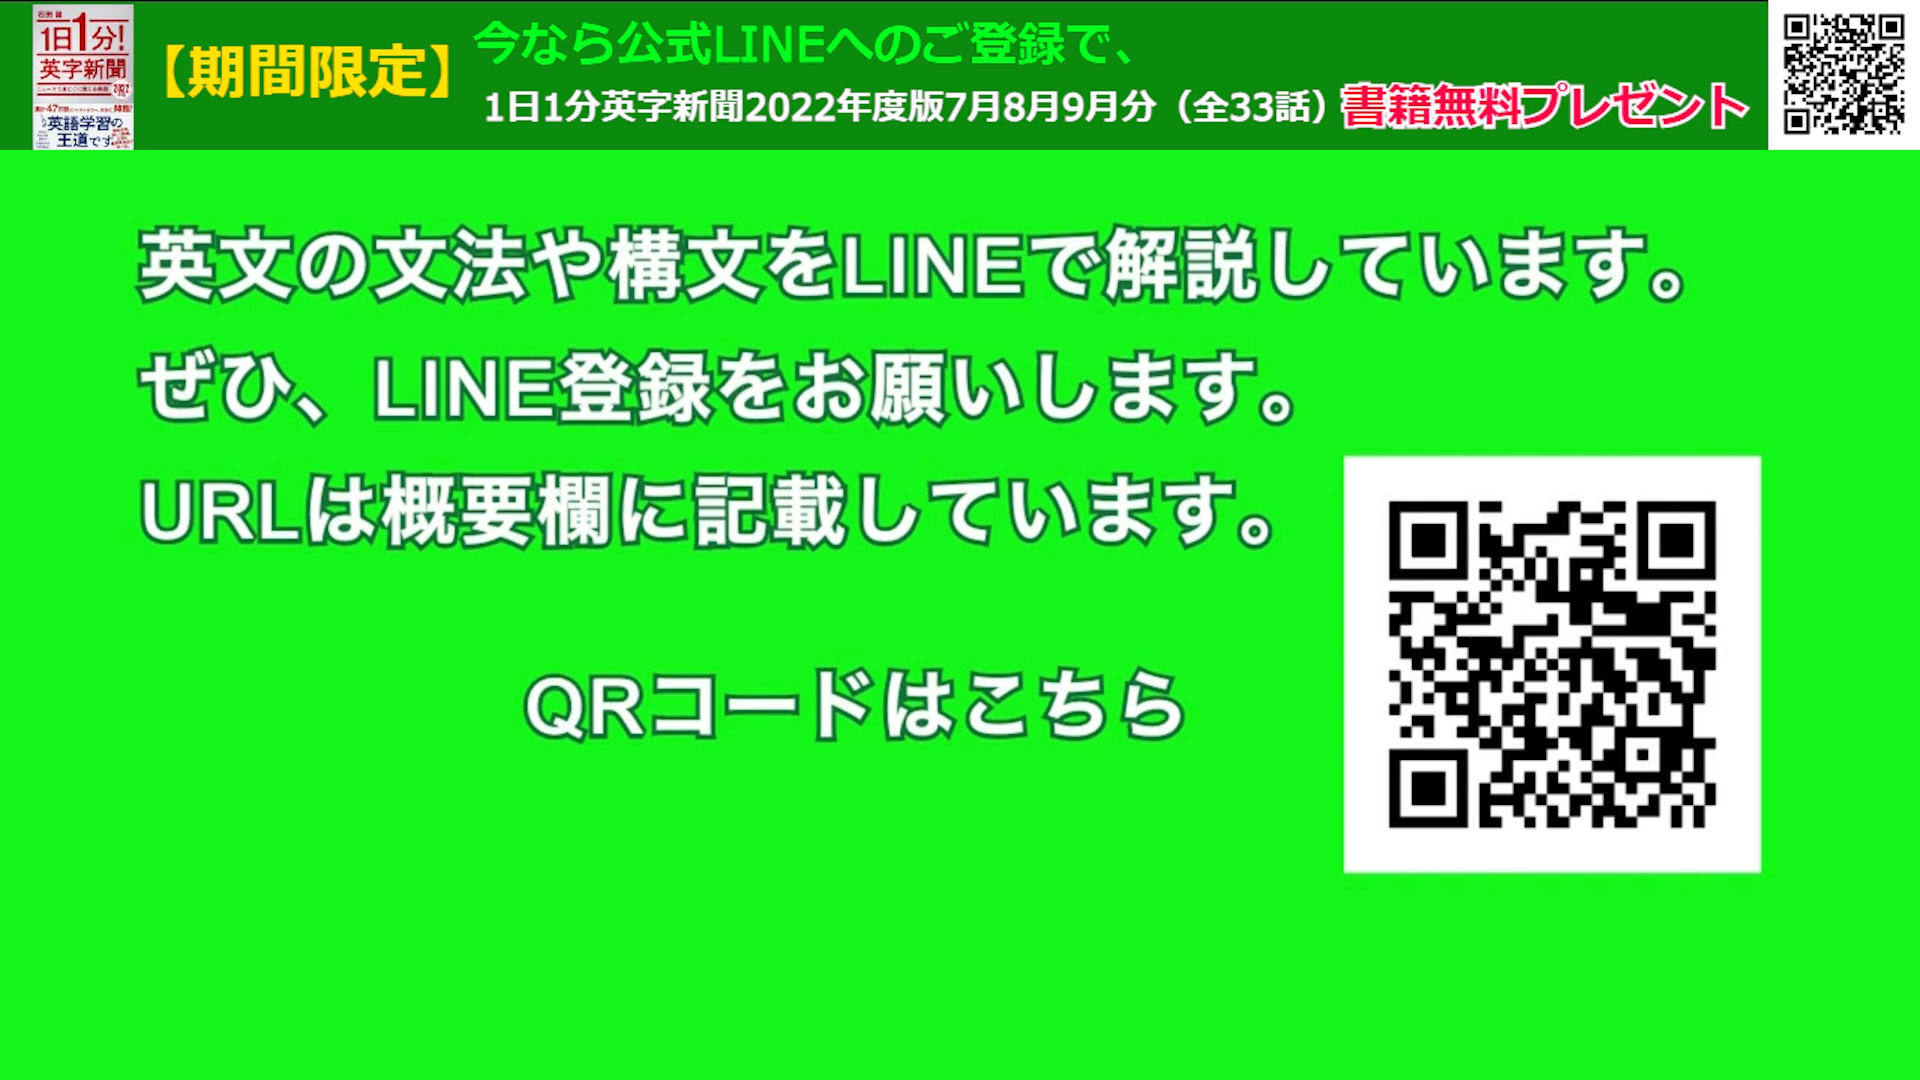 石田 健
1日1分!
英字新聞
2022
英語学習の
王道です。
【期間限定】
今なら公式LINEへのご登録で、
1日1分英字新聞2022年度版7月8月9月分（全33話）書籍無料プレゼント
英文の文法や構文をLINEで解説しています。
ぜひ、LINE登録をお願いします。
URLは概要欄に記載しています。
QRコードはこちら